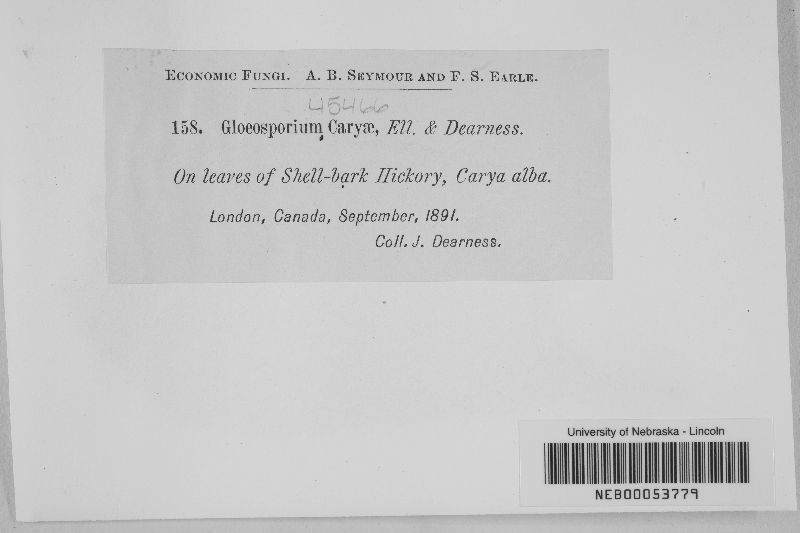 Economic Fungi. A. B. Seymour and F. S. Earle.
45466
158. Gloeosporium Caryæ, Ell. & Dearness.
On leaves of Shell-bark Hickory, Carya alba.
London, Canada, September, 1891.
Coll. J. Dearness.
University of Nebraska - Lincoln
NEB00053779